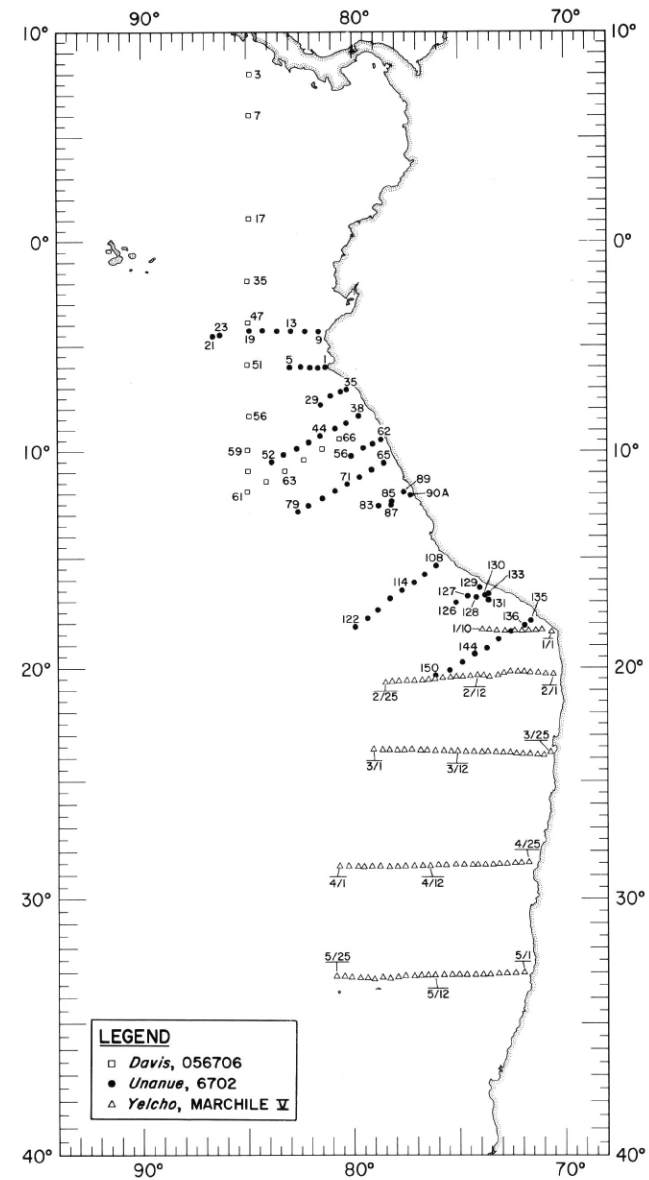 90° 80° 70°
10° 10°
3
7
17
0° 0°
35
47
23 13
21 19 9
51 5 1
35
29
56 38
44 62
66
59 52 56 65
63 71
61 79 85 89
83 90A
87
108
130
114 129 133
127
126 128 131 135
122 136
1/10
1/1
144
20° 150 20°
2/25 2/12 2/1
3/25
3/1 3/12
4/25
4/1 4/12
30° 30°
5/25 5/1
5/12
LEGEND
□ Davis, 056706
● Unanue, 6702
△ Yelcho, MARCHILE V
40° 40°
90° 80° 70°